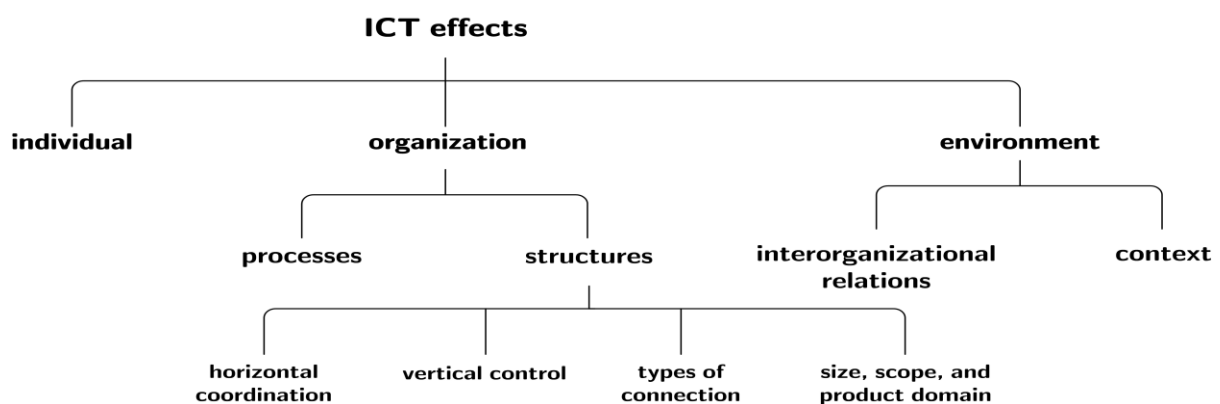 ICT effects
individual
organization
environment
processes
structures
interorganizational
relations
context
horizontal
coordination
vertical control
types of
connection
size, scope, and
product domain